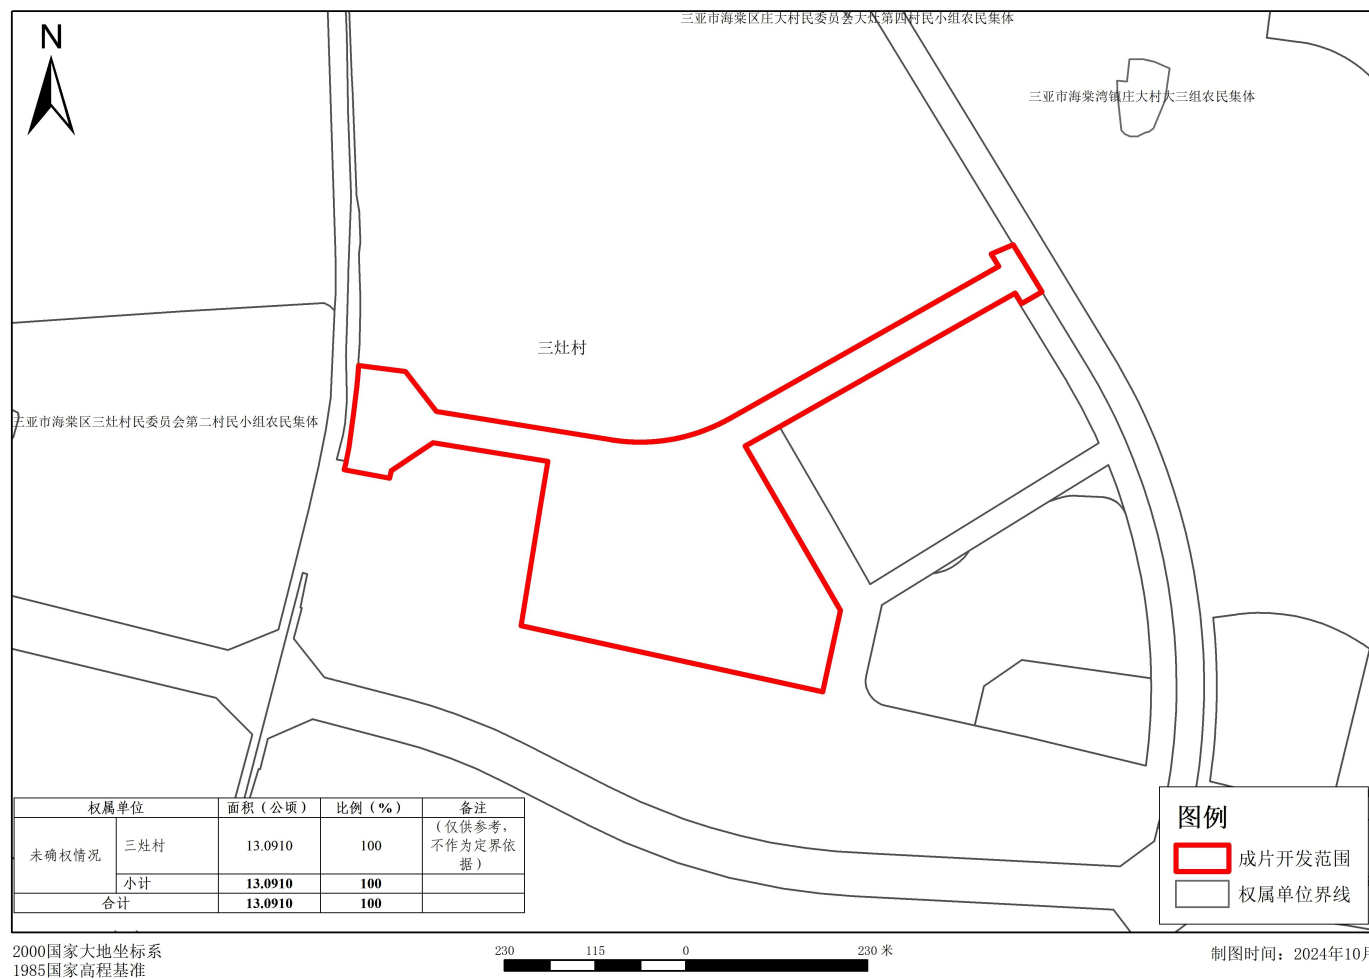 三亚市海棠区庄大村民委员会大灶第四村民小组农民集体
N
三亚市海棠湾镇庄大村大三组农民集体
三灶村
三亚市海棠区三灶村民委员会第二村民小组农民集体
权属单位 面积（公顷） 比例（%） 备注
未确权情况 三灶村 13.0910 100 （仅供参考，
不作为定界依
据）
小计 13.0910 100
合计 13.0910 100
图例
成片开发范围
权属单位界线
2000国家大地坐标系
1985国家高程基准
230 115 0 230 米
制图时间：2024年10月